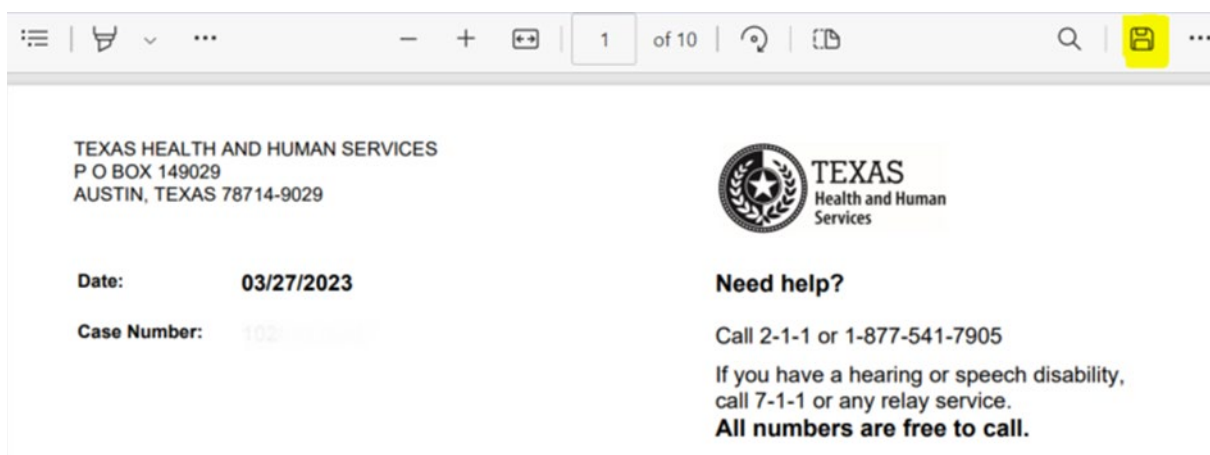 1 of 10
TEXAS HEALTH AND HUMAN SERVICES
P O BOX 149029
AUSTIN, TEXAS 78714-9029
TEXAS
Health and Human
Services
Date: 03/27/2023
Case Number:
Need help?
Call 2-1-1 or 1-877-541-7905
If you have a hearing or speech disability,
call 7-1-1 or any relay service.
All numbers are free to call.